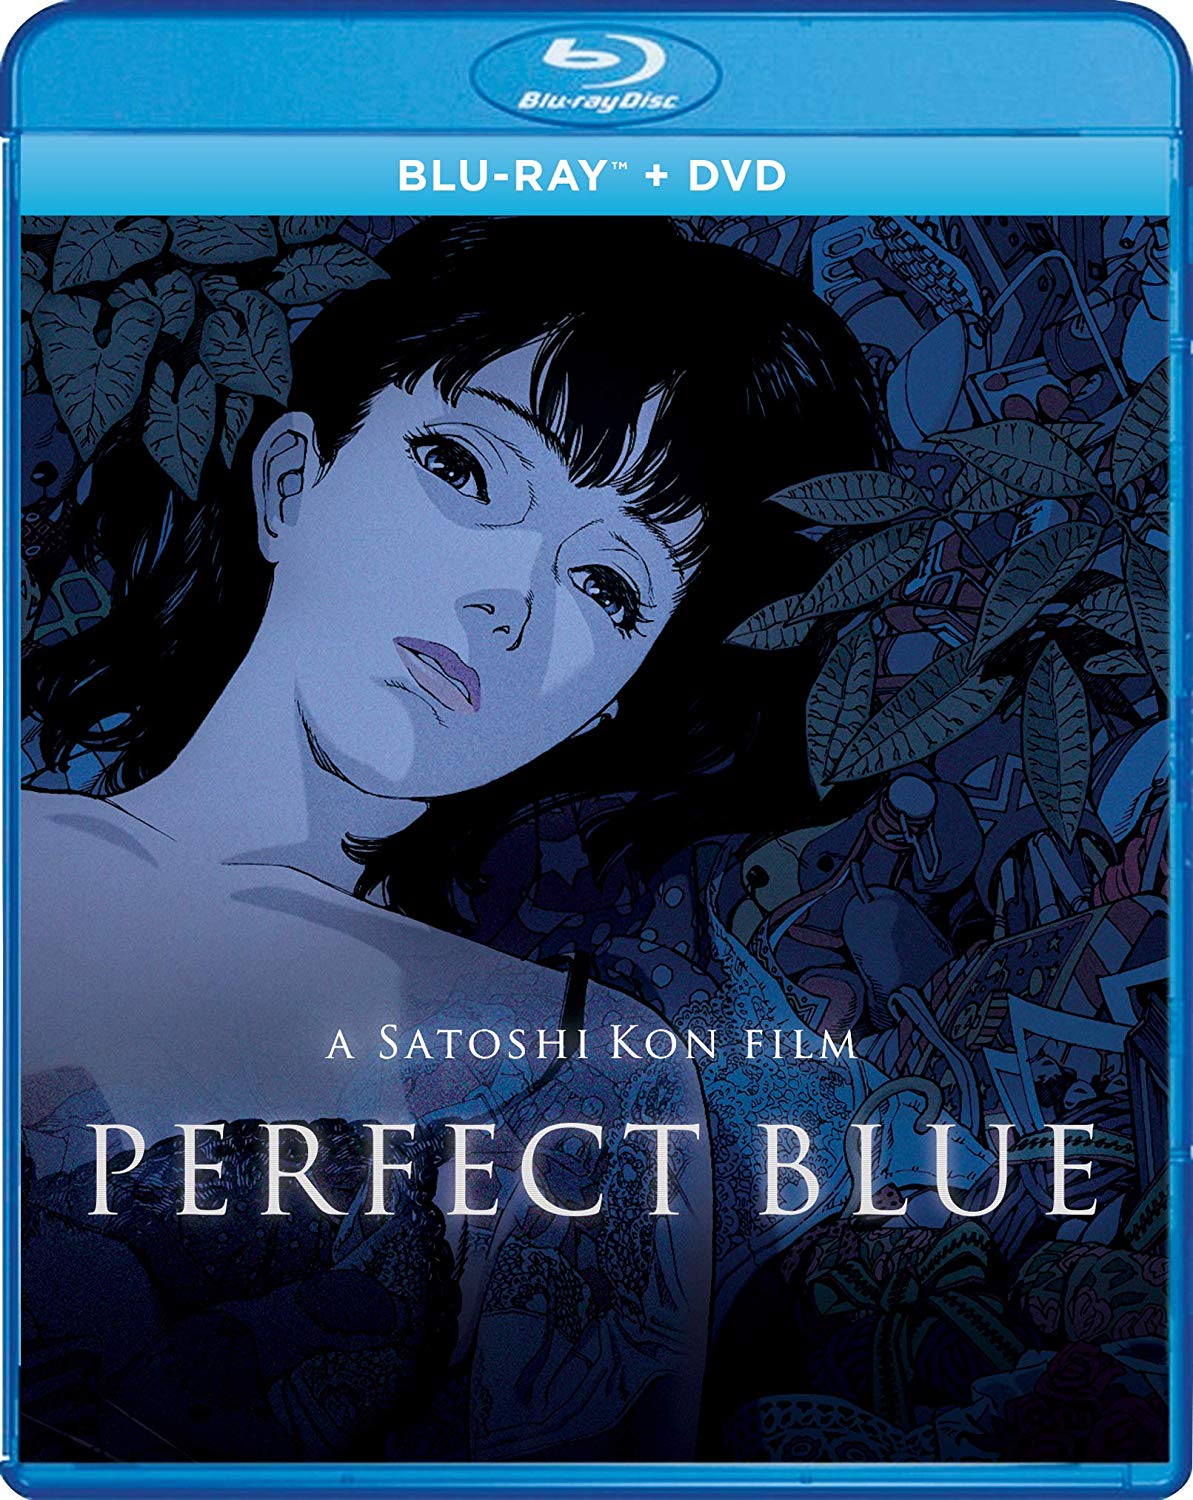 Blu-ray Disc
BLU-RAY™ + DVD
A SATOSHI KON FILM
PERFECT BLUE